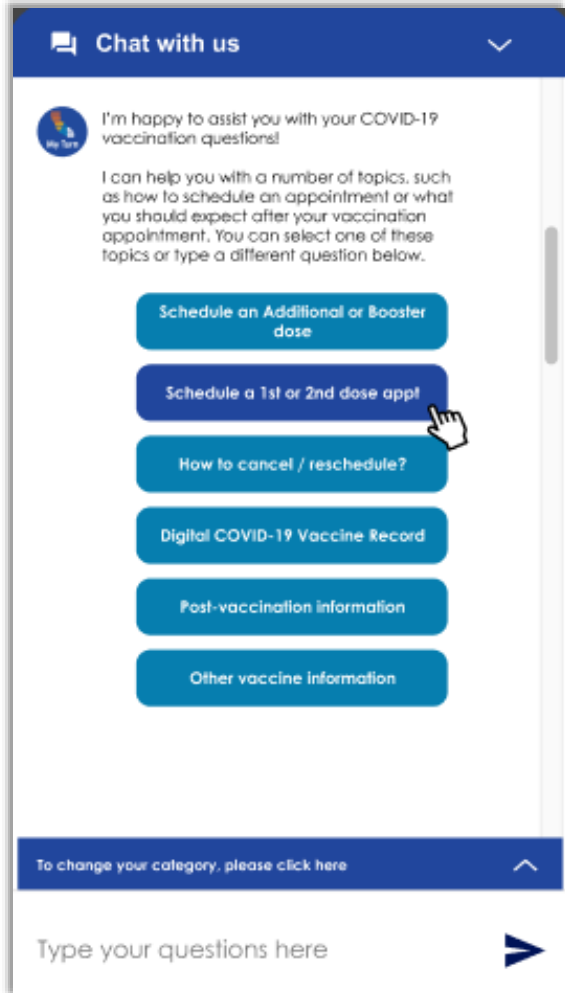 Chat with us
I'm happy to assist you with your COVID-19
vaccination questions!
My Turn
I can help you with a number of topics, such
as how to schedule an appointment or what
you should expect after your vaccination
appointment. You can select one of these
topics or type a different question below.
Schedule an Additional or Booster
dose
Schedule a 1st or 2nd dose appt
How to cancel / reschedule?
Digital COVID-19 Vaccine Record
Post-vaccination information
Other vaccine information
To change your category, please click here
Type your questions here